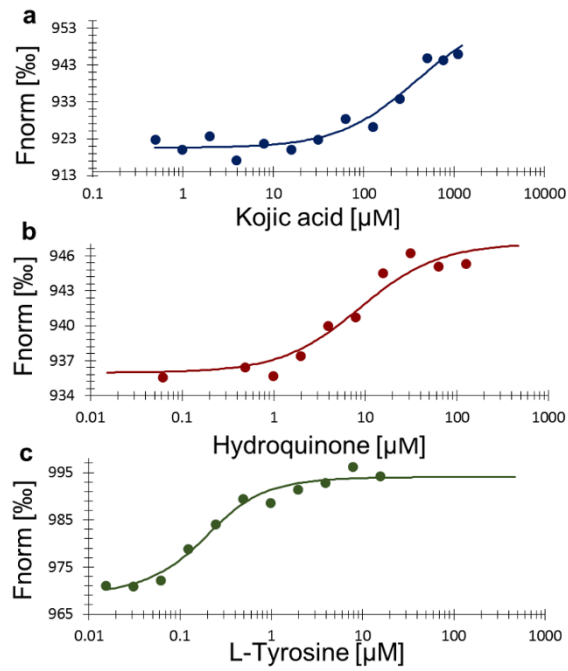 a
Fnorm [‰]
953
943
933
923
913
0.1 1 10 100 1000 10000
Kojic acid [µM]
b
Fnorm [‰]
946
943
940
937
934
0.01 0.1 1 10 100 1000
Hydroquinone [µM]
c
Fnorm [‰]
995
985
975
965
0.01 0.1 1 10 100 1000
L-Tyrosine [µM]